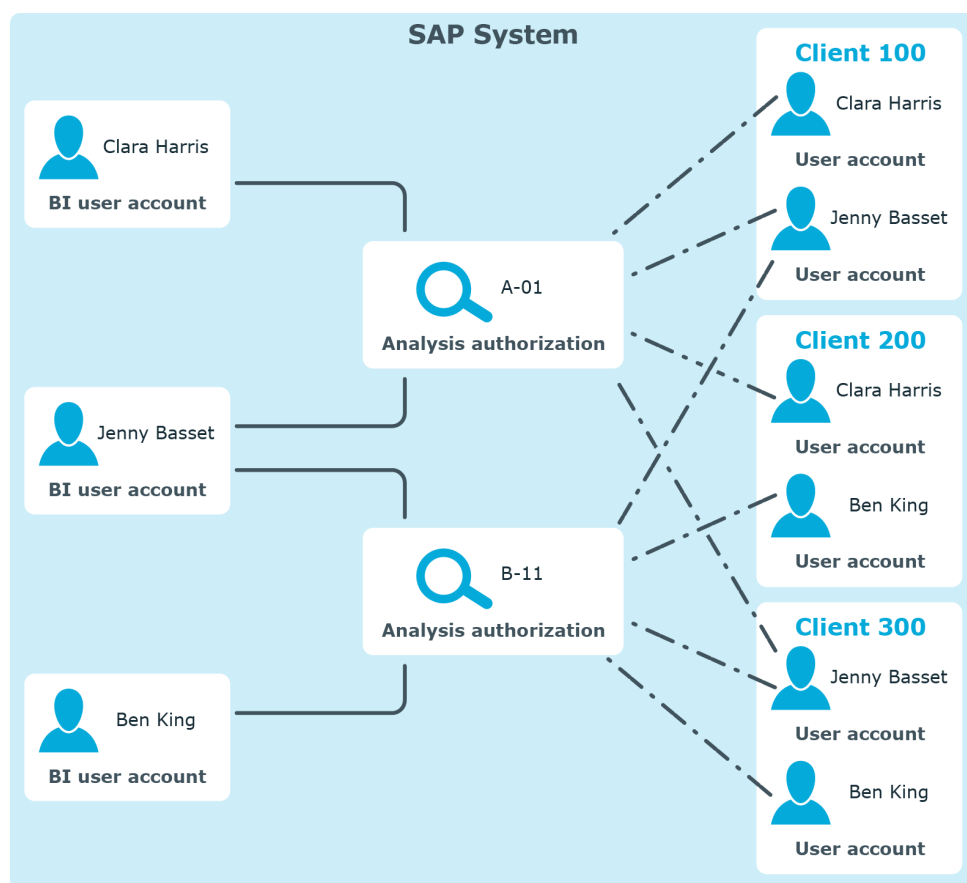 SAP System
Clara Harris
BI user account
Jenny Basset
BI user account
Ben King
BI user account
A-01
Analysis authorization
B-11
Analysis authorization
Client 100
Clara Harris
User account
Jenny Basset
User account
Client 200
Clara Harris
User account
Ben King
User account
Client 300
Jenny Basset
User account
Ben King
User account